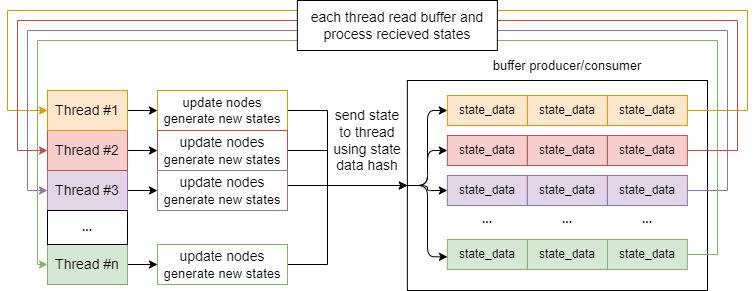 each thread read buffer and
process recieved states
buffer producer/consumer
Thread #1
update nodes
generate new states
Thread #2
update nodes
generate new states
Thread #3
update nodes
generate new states
...
Thread #n
update nodes
generate new states
send state
to thread
using state
data hash
state_data state_data state_data
state_data state_data state_data
state_data state_data state_data
... ... ...
state_data state_data state_data